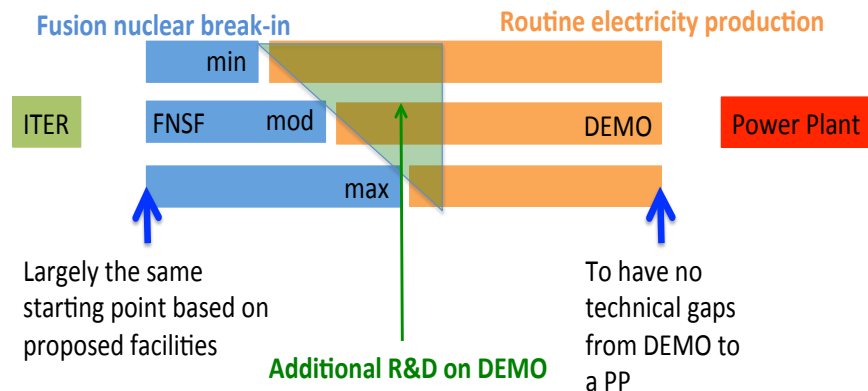 Fusion nuclear break-in
Routine electricity production
min
ITER
FNSF
mod
DEMO
Power Plant
max
Largely the same
starting point based on
proposed facilities
To have no
technical gaps
from DEMO to
a PP
Additional R&D on DEMO